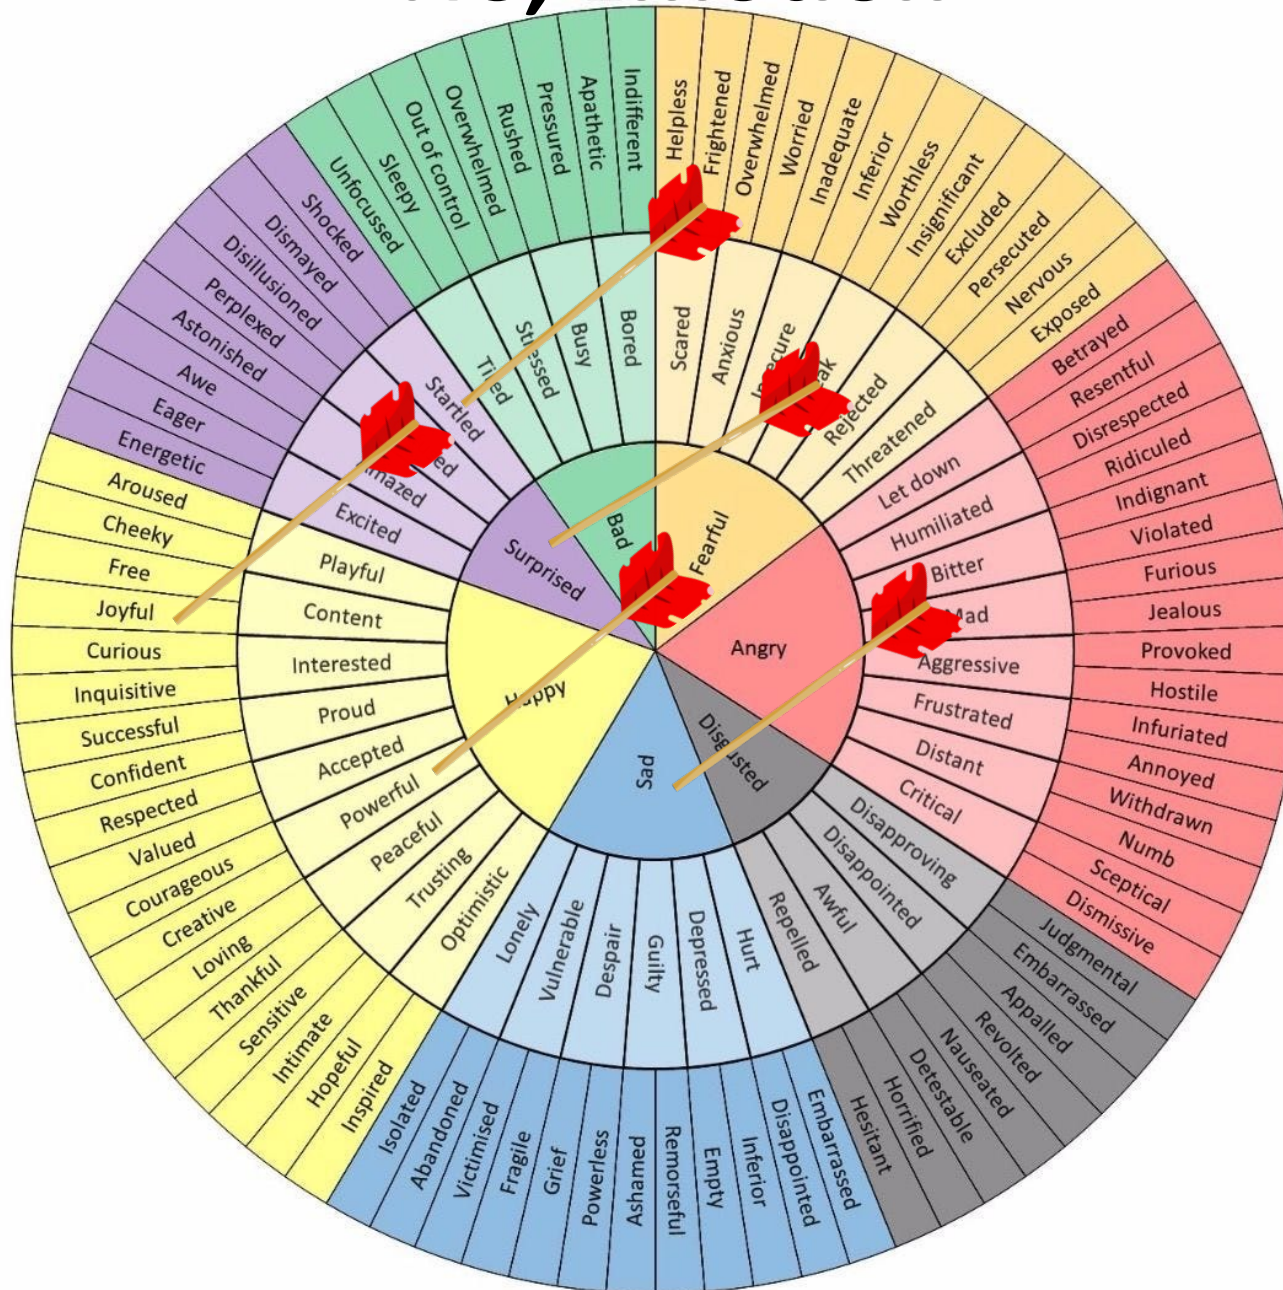 Bad
Fearful
Angry
Disgusted
Sad
Happy
Surprised
Tired
Stressed
Busy
Bored
Scared
Anxious
Rejected
Threatened
Let down
Humiliated
Bitter
Mad
Aggressive
Frustrated
Distant
Critical
Disapproving
Disappointed
Awful
Repelled
Hurt
Depressed
Guilty
Despair
Vulnerable
Lonely
Optimistic
Trusting
Peaceful
Powerful
Accepted
Proud
Interested
Content
Playful
Excited
Amazed
Startled
Unfocussed
Sleepy
Out of control
Overwhelmed
Rushed
Pressured
Apathetic
Indifferent
Helpless
Frightened
Overwhelmed
Worried
Inadequate
Inferior
Worthless
Insignificant
Excluded
Persecuted
Nervous
Exposed
Betrayed
Resentful
Disrespected
Ridiculed
Indignant
Violated
Furious
Jealous
Provoked
Hostile
Infuriated
Annoyed
Withdrawn
Numb
Sceptical
Dismissive
Judgmental
Embarrassed
Appalled
Revolted
Nauseated
Detestable
Horrified
Hesitant
Embarrassed
Disappointed
Inferior
Empty
Remorseful
Ashamed
Powerless
Grief
Fragile
Victimised
Abandoned
Isolated
Inspired
Hopeful
Intimate
Sensitive
Thankful
Loving
Creative
Courageous
Valued
Respected
Confident
Successful
Inquisitive
Curious
Joyful
Free
Cheeky
Aroused
Energetic
Eager
Awe
Astonished
Perplexed
Disillusioned
Dismayed
Shocked